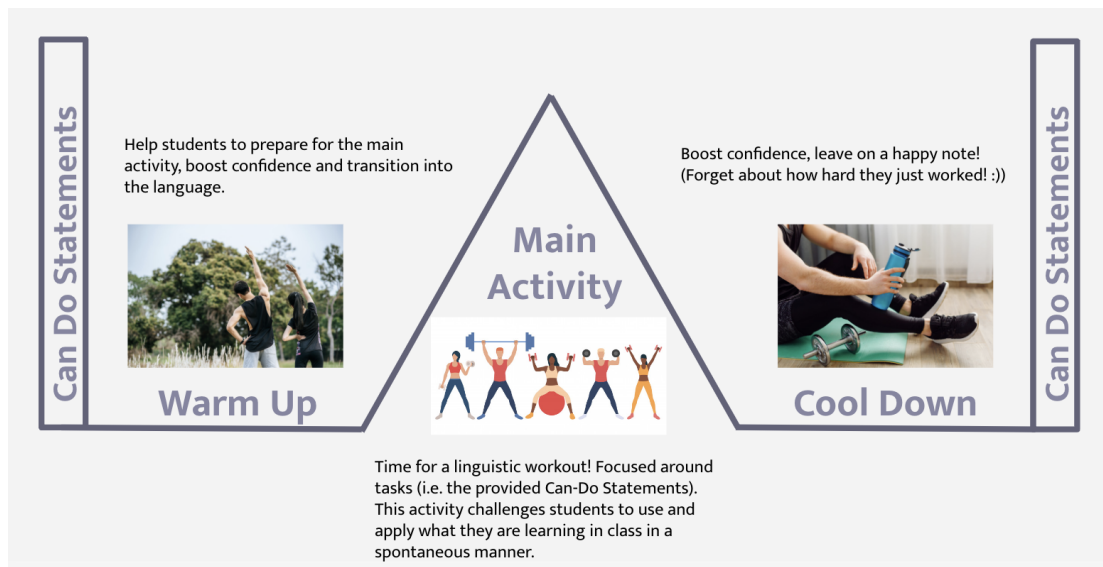 Can Do Statements
Help students to prepare for the main
activity, boost confidence and transition into
the language.
Warm Up
Main
Activity
Time for a linguistic workout! Focused around
tasks (i.e. the provided Can-Do Statements).
This activity challenges students to use and
apply what they are learning in class in a
spontaneous manner.
Boost confidence, leave on a happy note!
(Forget about how hard they just worked! :))
Cool Down
Can Do Statements